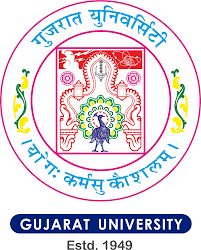 गुजरात युनिवर्सिटी
। योगः कर्मसु कौशलम् ।
GUJARAT UNIVERSITY
Estd. 1949